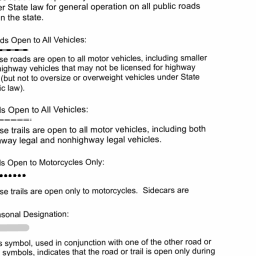 er State law for general operation on all public roads
n the state.
ds Open to All Vehicles:
se roads are open to all motor vehicles, including smaller
highway vehicles that may not be licensed for highway
(but not to oversize or overweight vehicles under State
ic law).
ds Open to All Vehicles:
se trails are open to all motor vehicles, including both
way legal and nonhighway legal vehicles.
ls Open to Motorcycles Only:
se trails are open only to motorcycles. Sidecars are
sonal Designation:
s symbol, used in conjunction with one of the other road or
symbols, indicates that the road or trail is open only during